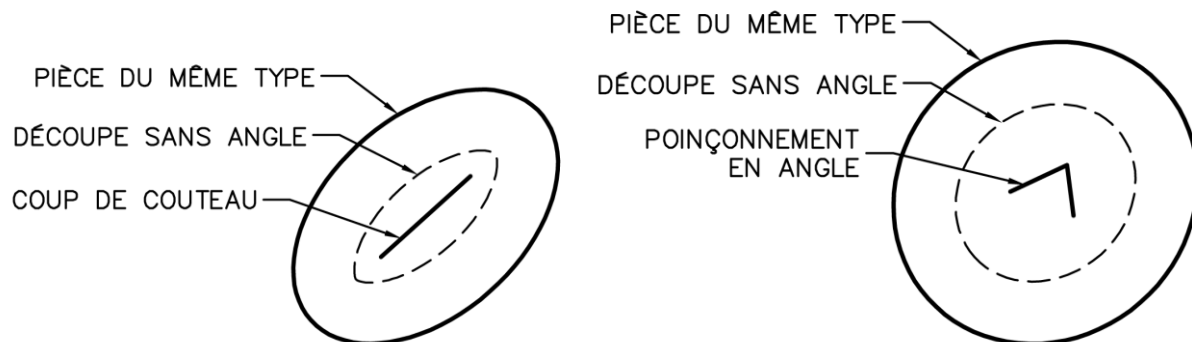 PIÈCE DU MÊME TYPE
DÉCOUPE SANS ANGLE
COUP DE COUTEAU
PIÈCE DU MÊME TYPE
DÉCOUPE SANS ANGLE
POINÇONNEMENT
EN ANGLE